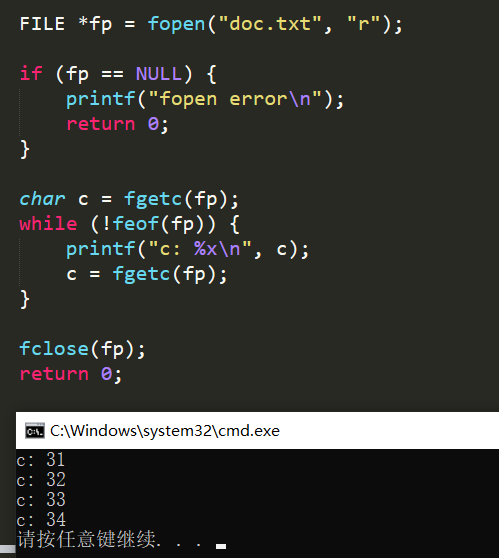 FILE *fp = fopen("doc.txt", "r");
if (fp == NULL) {
printf("fopen error\n");
return 0;
}
char c = fgetc(fp);
while (!feof(fp)) {
printf("c: %x\n", c);
c = fgetc(fp);
}
fclose(fp);
return 0;
C:\Windows\system32\cmd.exe
c: 31
c: 32
c: 33
c: 34
请按任意键继续. . .